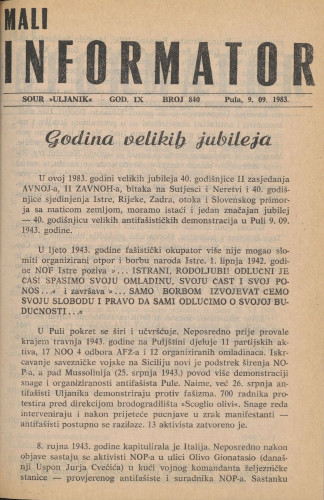 MALI
INFORMATOR
SOUR »ULJANIK« GOD. IX BROJ 840 Pula, 9. 09. 1983.
Godina velikih jubileja
U ovoj 1983. godini velikih jubileja 40. godišnjice II zasjedanja
AVNOJ-a, II ZAVNOH-a, bitaka na Sutjesci i Neretvi i 40. godiš-
njice sjedinjenja Istre, Rijeke, Zadra, otoka i Slovenskog primor-
ja sa maticom zemljom, moramo istaći i jedan značajan jubilej
— 40. godišnjicu velikih antifašističkih demonstracija u Puli 9. 09.
1943. godine.
U ljeto 1943. godine fašistički okupator više nije mogao slo-
miti organizirani otpor i borbu naroda Istre. 1. lipnja 1942. godi-
ne NOF Istre poziva »... ISTRANI, RODOLJUBI! ODLUCNI JE
ČAS! SPASIMO SVOJU OMLADINU, SVOJU ČAST I SVOJ PO-
NOS...« i završava »... SAMO BORBOM IZVOJEVAT ĆEMO
SVOJU SLOBODU I PRAVO DA SAMI ODLUČIMO O SVOJOJ BU-
DUCNOSTI...«
U Puli pokret se širi i učvršćuje. Neposredno prije provale
krajem travnja 1943. godine na Puljštini djeluje 11 partijskih ak-
tiva, 17 NOO 4 odbora AFŽ-a i 12 organiziranih omladinaca. Iskr-
cavanje savezničke vojske na Siciliju novi je podstrek širenja NO-
P-a, a pad Mussolinija (25. srpnja 1943.) povod više demonstraciji
snage i organiziranosti antifašista Pule. Naime, već 26. srpnja an-
tifašisti Uljanika demonstriraju protiv fašizma. 700 radnika pro-
testira pred direkcijom brodogradilišta »Scoglio olivi«. Snage reda
interveniraju i nakon prijeteće pucnjave u zrak manifestanti —
antifašisti postupno se razilaze. 13 aktivista zatvoreno je.
8. rujna 1943. godine kapitulirala je Italija. Neposredno nakon
objave sastaju se aktivisti NOP-a u ulici Olivo Gionatasio (današ-
njoj Uspon Jurja Cvečića) u kući vojnog komandanta željezničke
stanice — provjerenog antifašiste i suradnika NOP-a. Sastanku